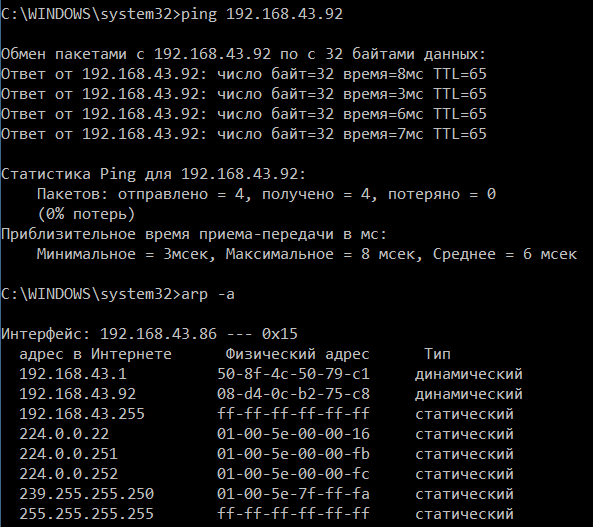 C:\WINDOWS\system32>ping 192.168.43.92
Обмен пакетами с 192.168.43.92 по с 32 байтами данных:
Ответ от 192.168.43.92: число байт=32 время=8мс TTL=65
Ответ от 192.168.43.92: число байт=32 время=3мс TTL=65
Ответ от 192.168.43.92: число байт=32 время=6мс TTL=65
Ответ от 192.168.43.92: число байт=32 время=7мс TTL=65
Статистика Ping для 192.168.43.92:
Пакетов: отправлено = 4, получено = 4, потеряно = 0
(0% потерь)
Приблизительное время приема-передачи в мс:
Минимальное = 3мсек, Максимальное = 8 мсек, Среднее = 6 мсек
C:\WINDOWS\system32>arp -a
Интерфейс: 192.168.43.86 --- 0x15
адрес в Интернете Физический адрес Тип
192.168.43.1 50-8f-4c-50-79-c1 динамический
192.168.43.92 08-d4-0c-b2-75-c8 динамический
192.168.43.255 ff-ff-ff-ff-ff-ff статический
224.0.0.22 01-00-5e-00-00-16 статический
224.0.0.251 01-00-5e-00-00-fb статический
224.0.0.252 01-00-5e-00-00-fc статический
239.255.255.250 01-00-5e-7f-ff-fa статический
255.255.255.255 ff-ff-ff-ff-ff-ff статический